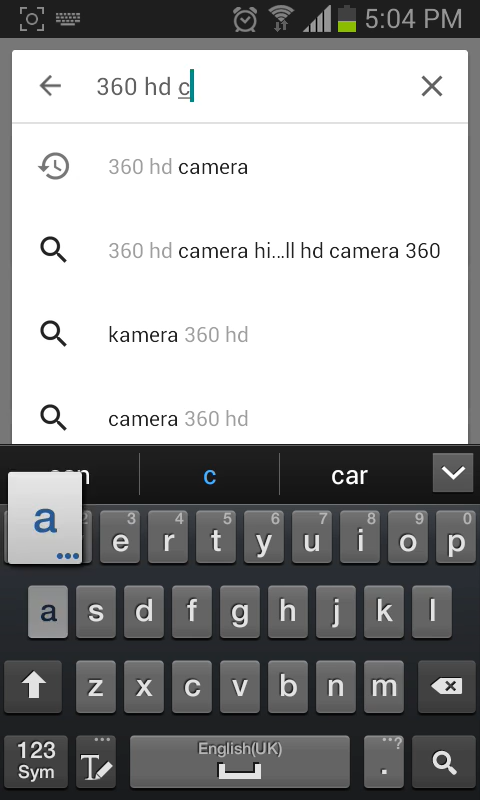 5:04 PM
360 hd c
360 hd camera
360 hd camera hi...ll hd camera 360
kamera 360 hd
camera 360 hd
c car
a
2 3 4 5 6 7 8 9 0
e r t y u i o p
a s d f g h j k l
z x c v b n m
123 Sym T English(UK) . ...?